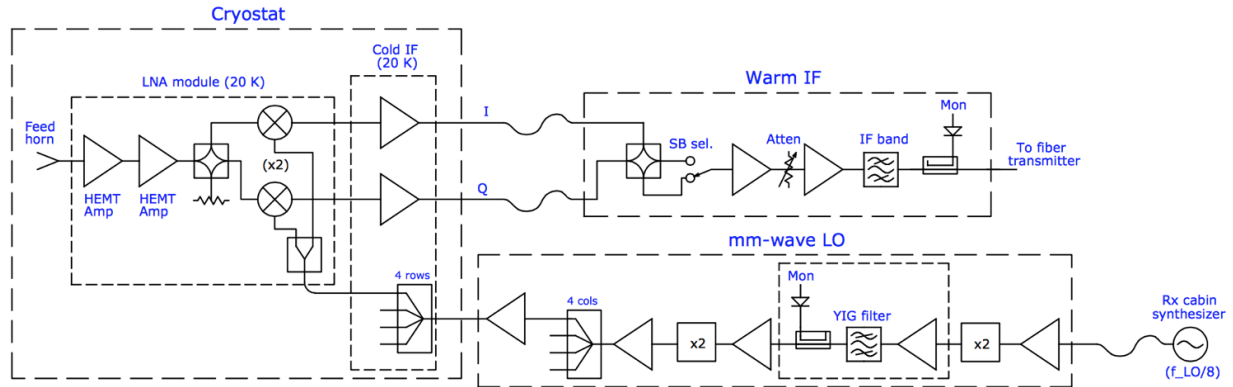 Cryostat
Cold IF
(20 K)
LNA module (20 K)
Warm IF
Feed
horn
I
Mon
SB sel.
Atten
IF band
To fiber
transmitter
(x2)
HEMT
Amp
HEMT
Amp
Q
mm-wave LO
4 rows
4 cols
Mon
YIG filter
Rx cabin
synthesizer
x2
x2
(f_LO/8)